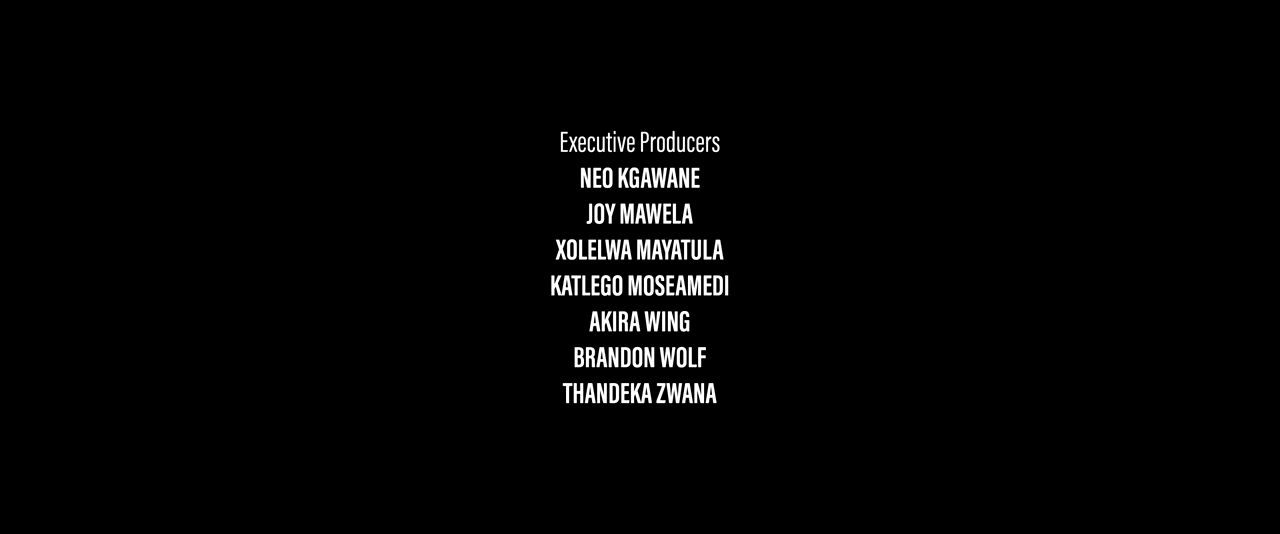 Executive Producers
NEO KGAWANE
JOY MAWELA
XOLELWA MAYATULA
KATLEGO MOSEAMEDI
AKIRA WING
BRANDON WOLF
THANDEKA ZWANA